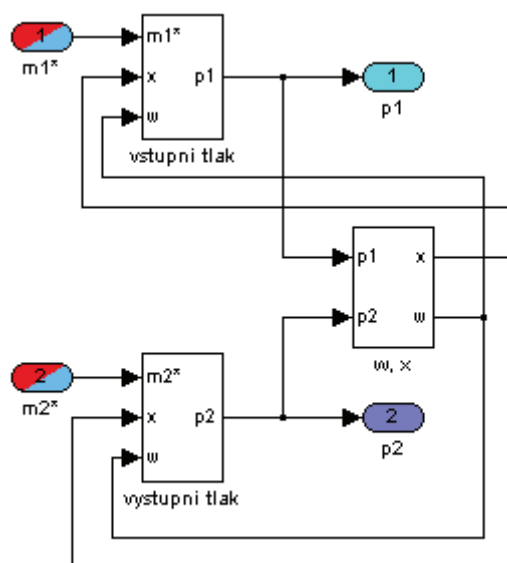 1
m1*
m1*
x
w
p1
vstupni tlak
1
p1
p1
p2
x
w
w, x
2
m2*
m2*
x
w
p2
vystupni tlak
2
p2